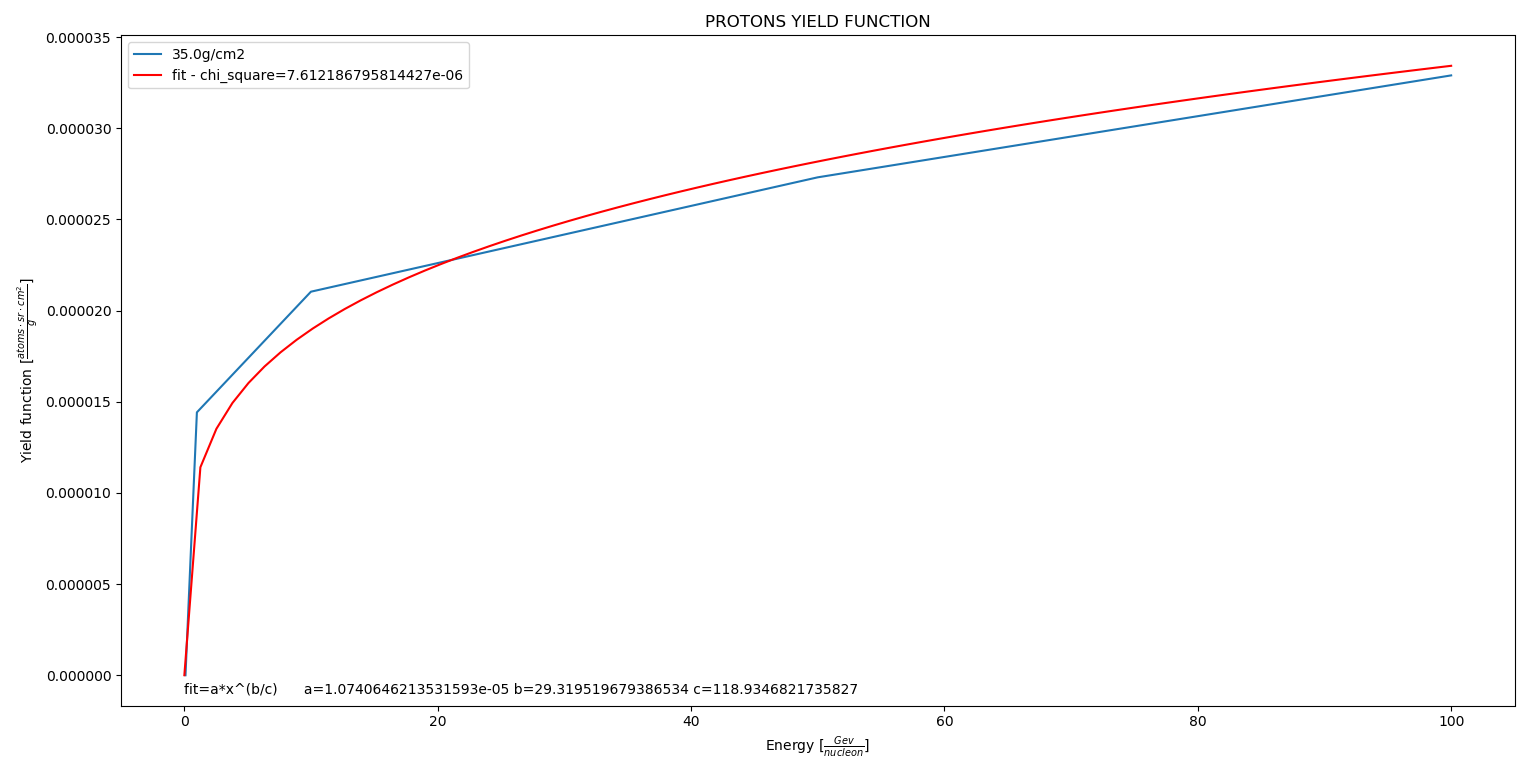 PROTONS YIELD FUNCTION
35.0g/cm2
fit - chi_square=7.612186795814427e-06
0.000035
0.000030
0.000025
0.000020
0.000015
0.000010
0.000005
0.000000
Yield function [atoms · sr · cm²/g]
fit=a*x^(b/c) a=1.0740646213531593e-05 b=29.319519679386534 c=118.9346821735827
0 20 40 60 80 100
Energy [Gev/nucleon]